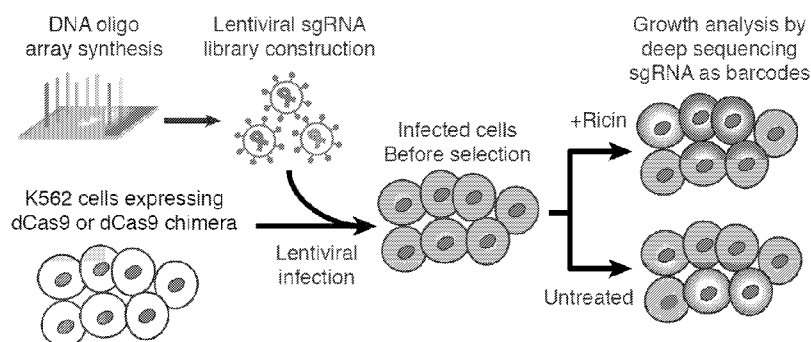 DNA oligo
array synthesis
Lentiviral sgRNA
library construction
Growth analysis by
deep sequencing
sgRNA as barcodes
Infected cells
Before selection
+Ricin
K562 cells expressing
dCas9 or dCas9 chimera
Lentiviral
infection
Untreated